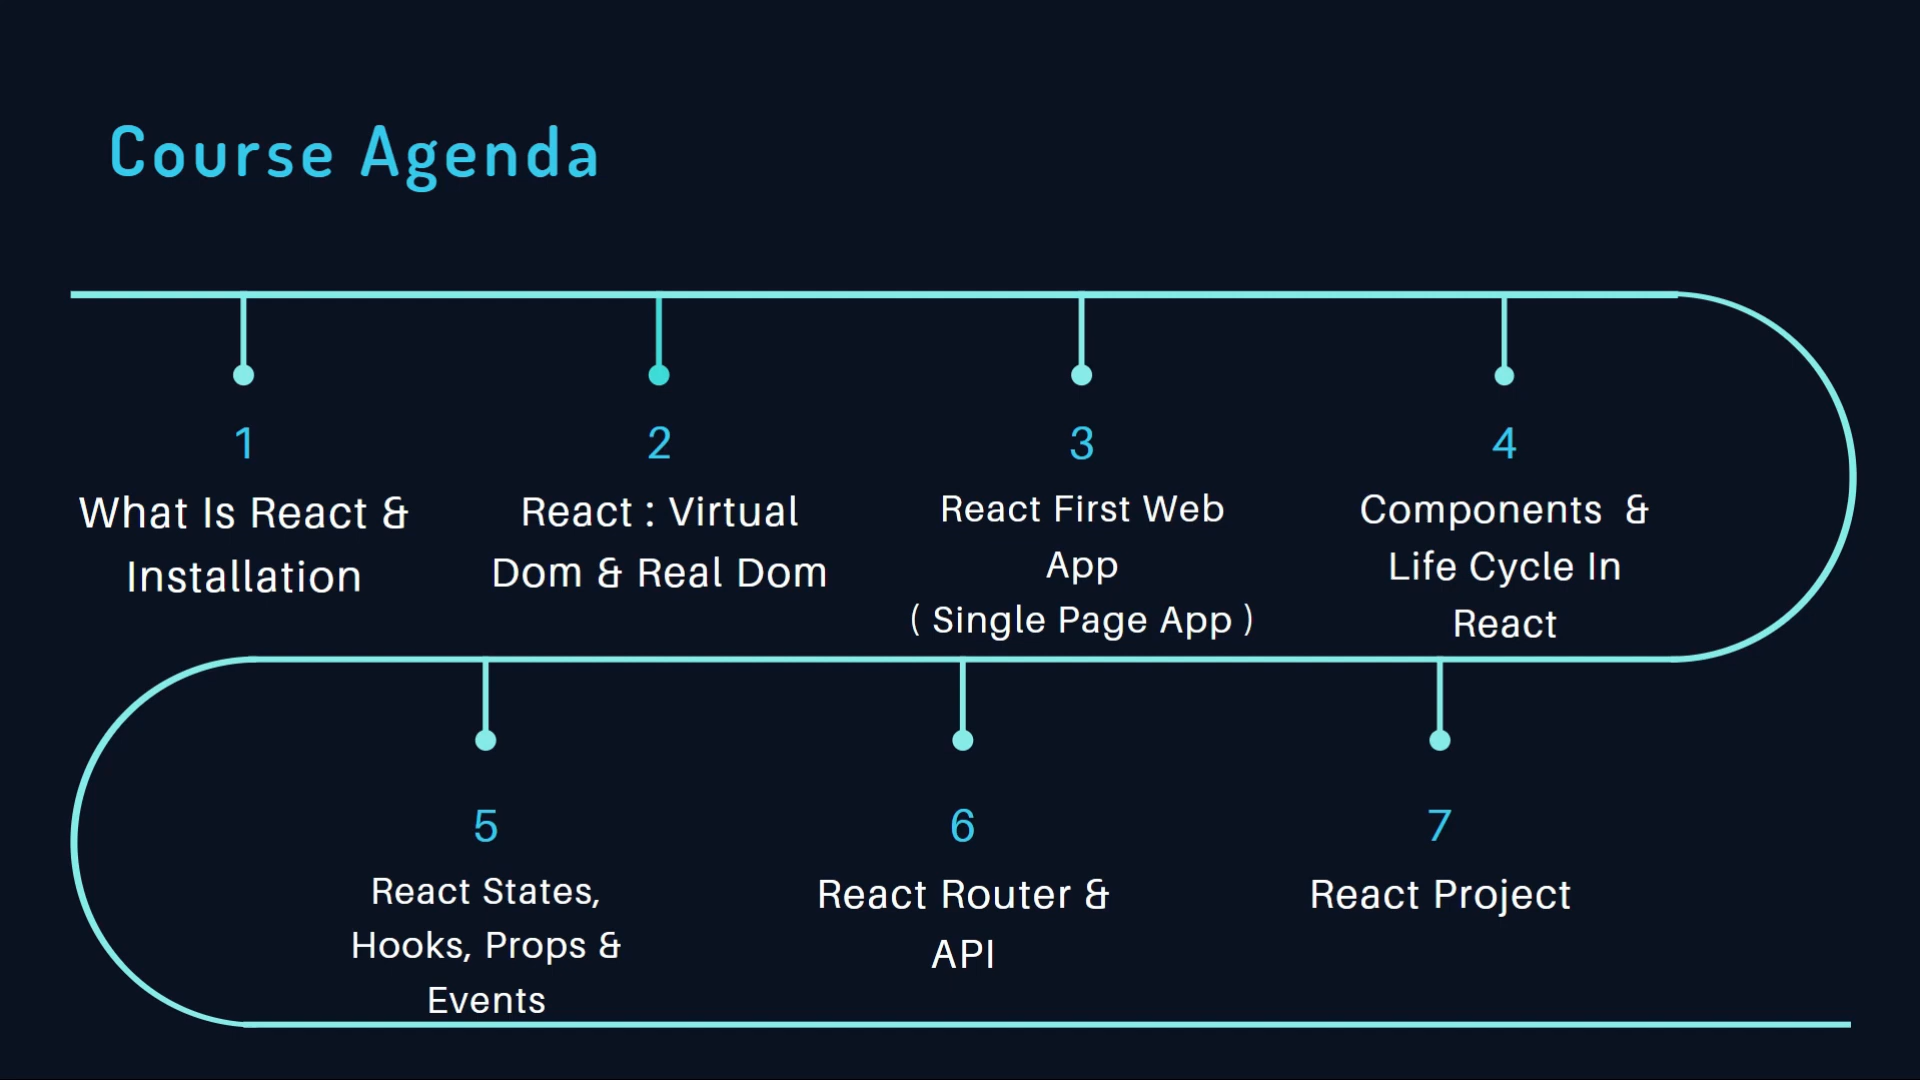 Course Agenda
1
What Is React &
Installation
2
React : Virtual
Dom & Real Dom
3
React First Web
App
( Single Page App )
4
Components &
Life Cycle In
React
5
React States,
Hooks, Props &
Events
6
React Router &
API
7
React Project